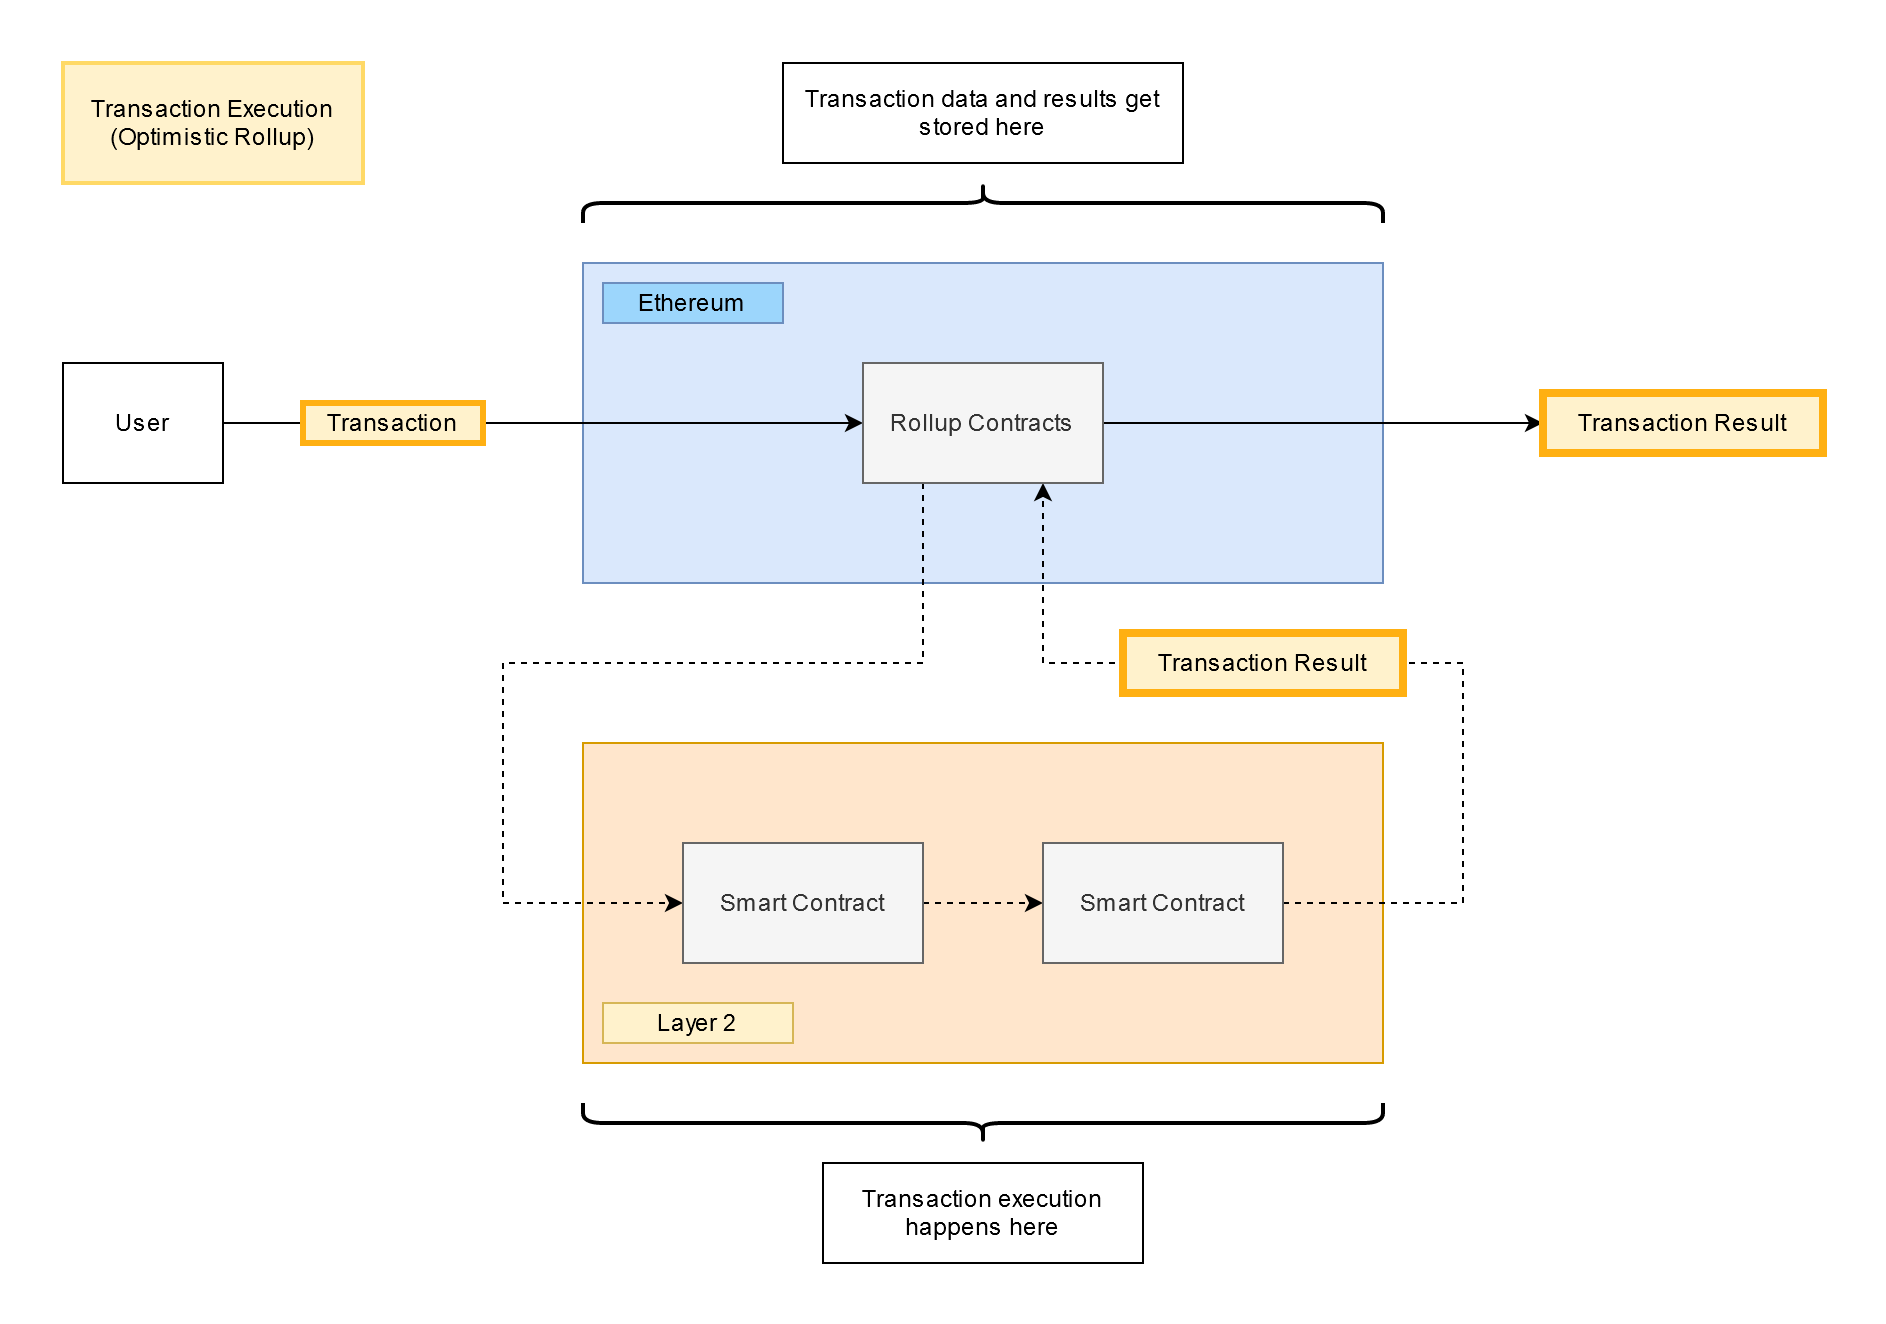 Transaction Execution
(Optimistic Rollup)
Transaction data and results get
stored here
Ethereum
User
Transaction
Rollup Contracts
Transaction Result
Transaction Result
Smart Contract
Smart Contract
Layer 2
Transaction execution
happens here